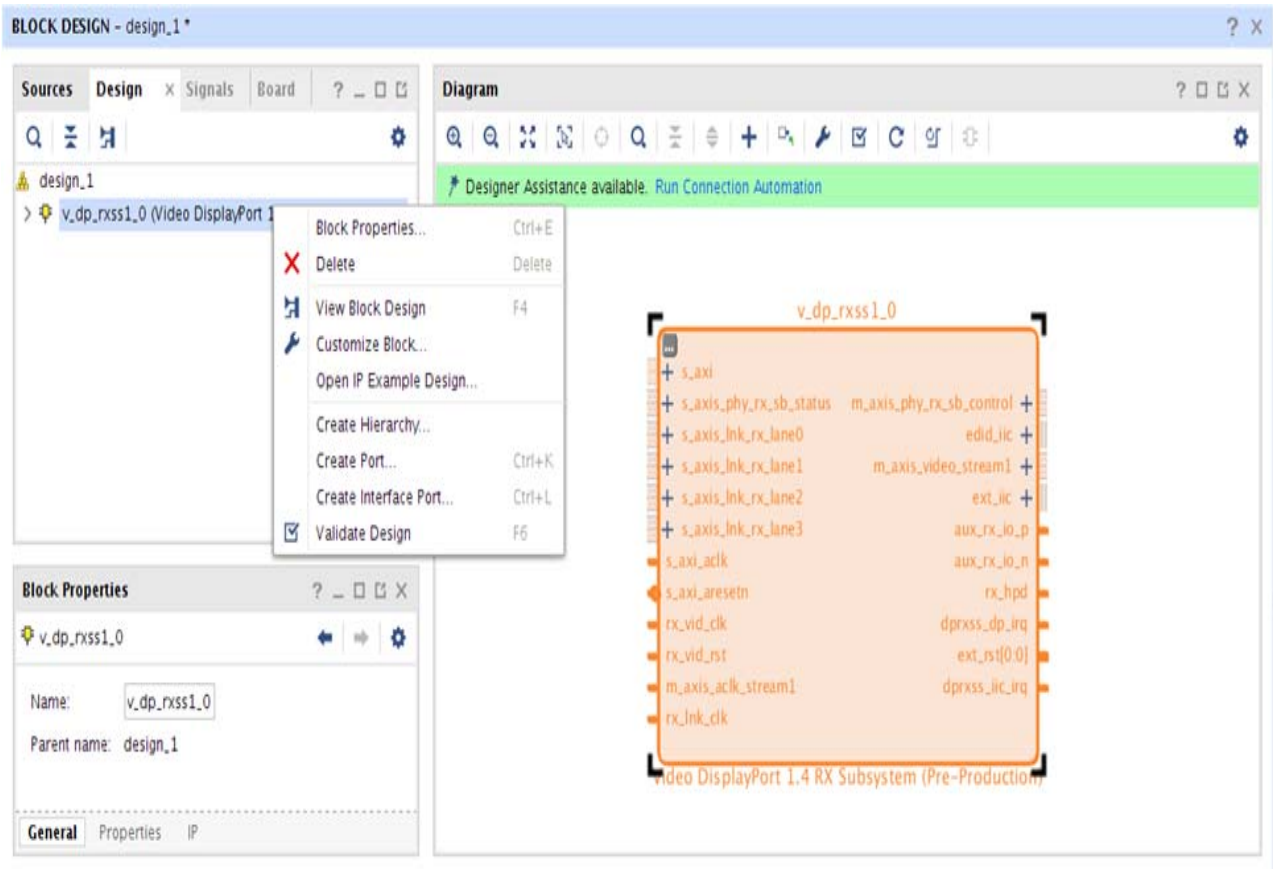 BLOCK DESIGN - design_1 *
Sources Design Signals Board
design_1
v_dp_rxss1_0 (Video DisplayPort 1
Block Properties... Ctrl+E
Delete Delete
View Block Design F4
Customize Block...
Open IP Example Design...
Create Hierarchy...
Create Port... Ctrl+K
Create Interface Port... Ctrl+L
Validate Design F6
Block Properties
v_dp_rxss1_0
Name: v_dp_rxss1_0
Parent name: design_1
General Properties IP
Diagram
Designer Assistance available. Run Connection Automation
v_dp_rxss1_0
s_axi
s_axis_phy_rx_sb_status m_axis_phy_rx_sb_control
s_axis_lnk_rx_lane0 edid_iic
s_axis_lnk_rx_lane1 m_axis_video_stream1
s_axis_lnk_rx_lane2 ext_iic
s_axis_lnk_rx_lane3 aux_rx_io_p
s_axi_aclk aux_rx_io_n
s_axi_aresetn rx_hpd
rx_vid_clk dprxss_dp_irq
rx_vid_rst ext_rst[0:0]
m_axis_aclk_stream1 dprxss_iic_irq
rx_lnk_clk
Video DisplayPort 1.4 RX Subsystem (Pre-Production)